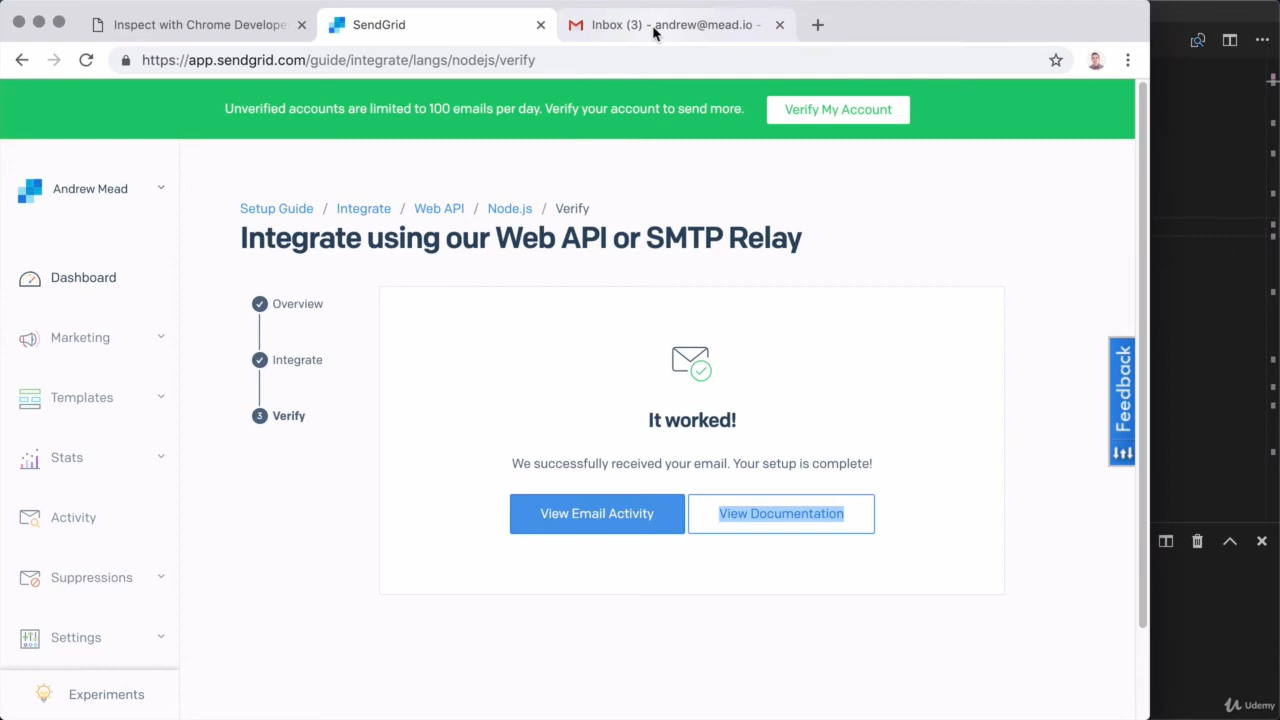 Inspect with Chrome Develope
SendGrid
Inbox (3) - andrew@mead.io -
https://app.sendgrid.com/guide/integrate/langs/nodejs/verify
Unverified accounts are limited to 100 emails per day. Verify your account to send more.
Verify My Account
Andrew Mead
Dashboard
Marketing
Templates
Stats
Activity
Suppressions
Settings
Experiments
Setup Guide / Integrate / Web API / Node.js / Verify
Integrate using our Web API or SMTP Relay
Overview
Integrate
3 Verify
It worked!
We successfully received your email. Your setup is complete!
View Email Activity
View Documentation
Feedback
Udemy